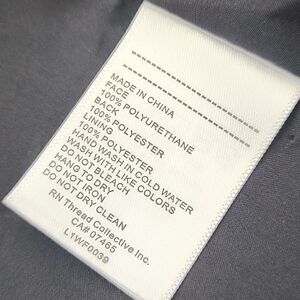 MADE IN CHINA
FACE
100% POLYURETHANE
BACK
100% POLYESTER
LINING
100% POLYESTER
HAND WASH IN COLD WATER
WASH WITH LIKE COLORS
DO NOT BLEACH
HANG TO DRY
DO NOT IRON
DO NOT DRY CLEAN
RN Thread Collective Inc.
CA# 07465
L1WF0039